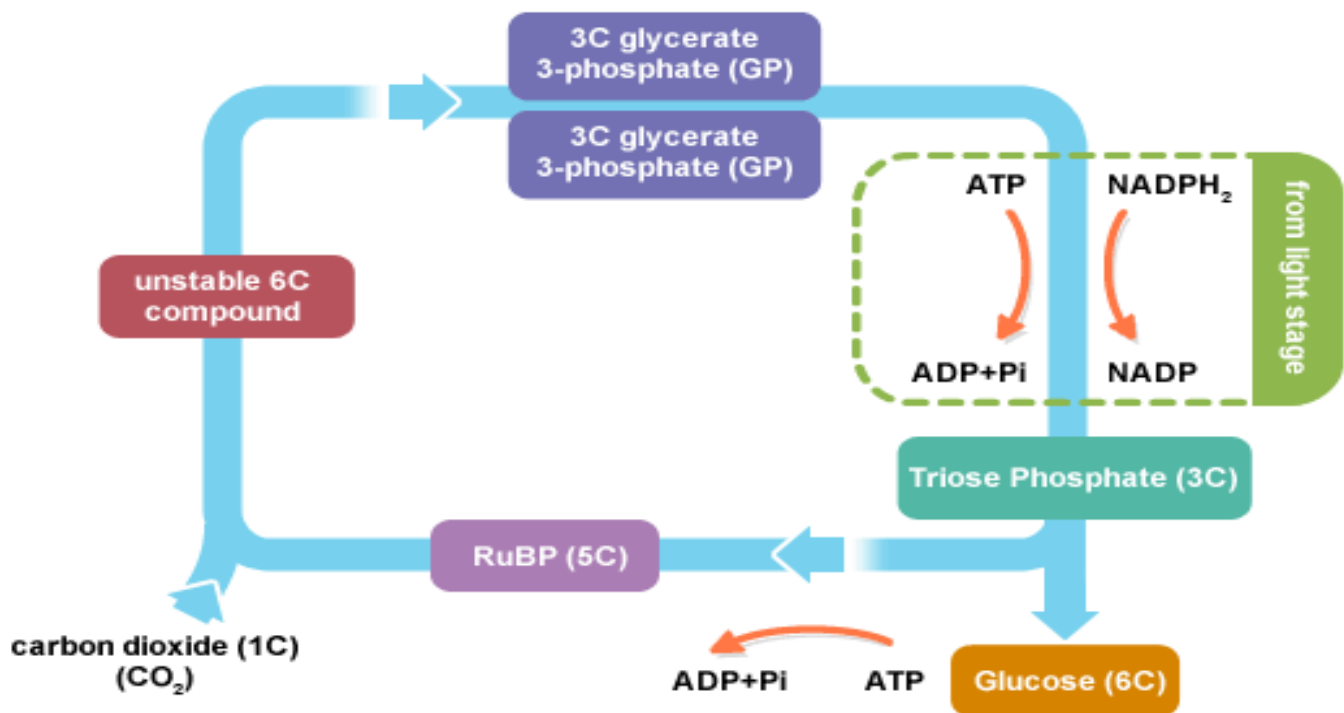 3C glycerate
3-phosphate (GP)
3C glycerate
3-phosphate (GP)
ATP
NADPH₂
from light stage
unstable 6C
compound
ADP+Pi
NADP
Triose Phosphate (3C)
RuBP (5C)
carbon dioxide (1C)
(CO₂)
ADP+Pi
ATP
Glucose (6C)